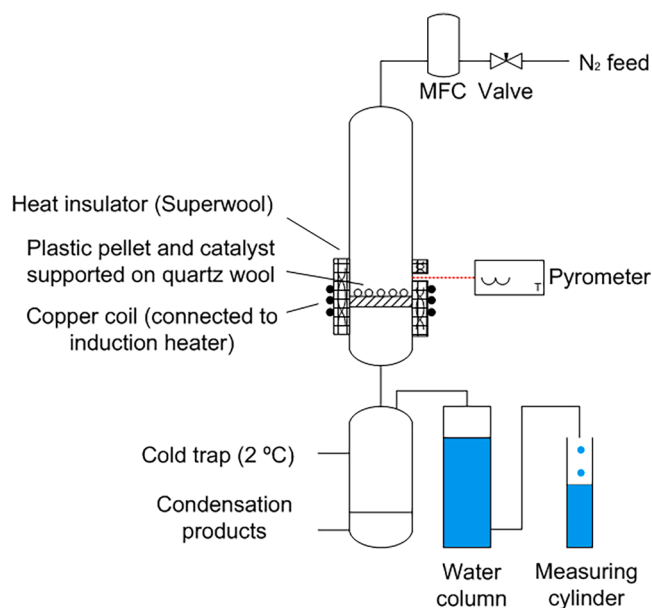 N₂ feed
MFC Valve
Heat insulator (Superwool)
Plastic pellet and catalyst
supported on quartz wool
Pyrometer
T
Copper coil (connected to
induction heater)
Cold trap (2 ºC)
Condensation
products
Water
column
Measuring
cylinder